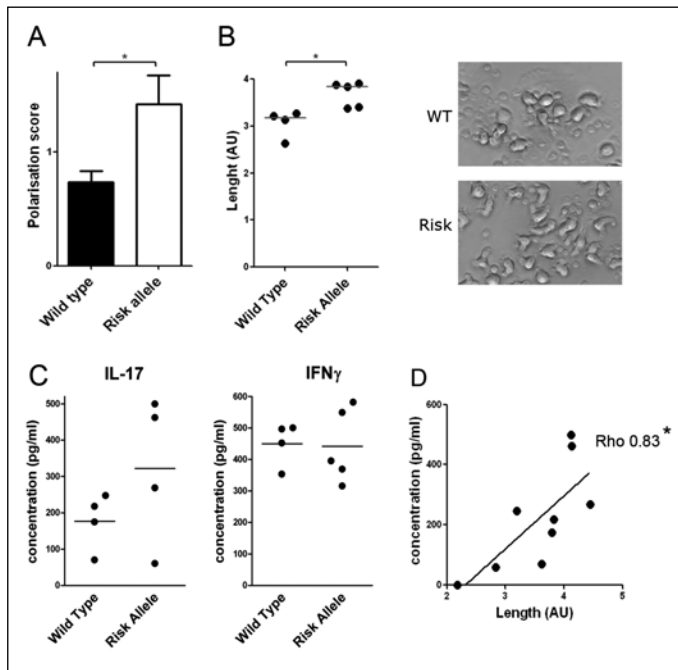 A
*
Polarisation score
1
0
Wild type
Risk allele
B
*
Lenght (AU)
4
3
2
1
0
Wild Type
Risk Allele
WT
Risk
C
IL-17
concentration (pg/ml)
500
400
300
200
100
0
Wild Type
Risk Allele
IFNγ
concentration (pg/ml)
600
500
400
300
200
100
0
Wild Type
Risk Allele
D
concentration (pg/ml)
600
400
200
0
Rho 0.83*
2
3
4
5
Length (AU)